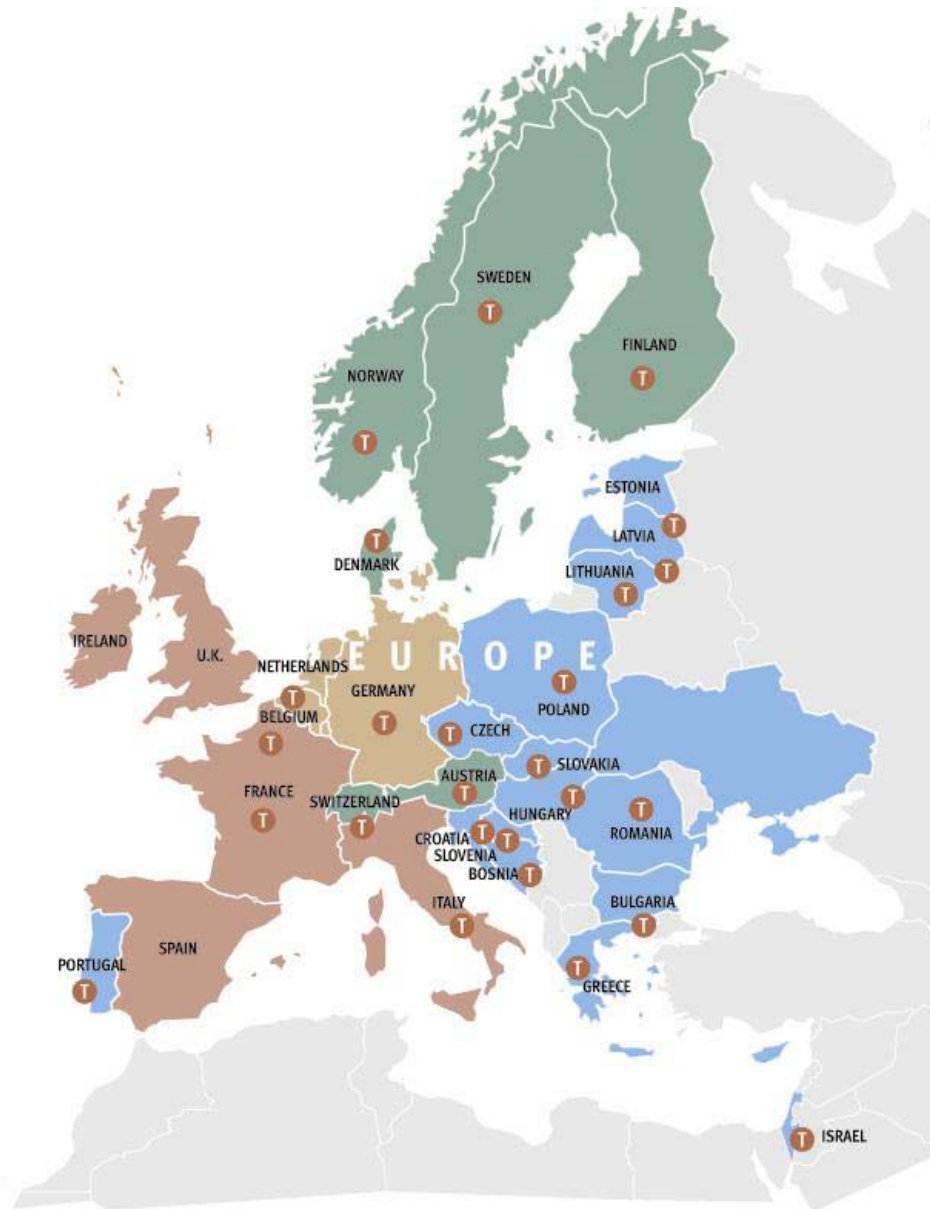 SWEDEN
T
FINLAND
T
NORWAY
T
ESTONIA
T
LATVIA
T
DENMARK
LITHUANIA
T
T
IRELAND
U.K.
EUROPE
NETHERLANDS
T
GERMANY
T
POLAND
T
BELGIUM
T
CZECH
T
SLOVAKIA
T
AUSTRIA
T
FRANCE
T
SWITZERLAND
T
HUNGARY
T
ROMANIA
T
CROATIA
T
SLOVENIA
T
BOSNIA
T
ITALY
T
BULGARIA
T
SPAIN
PORTUGAL
T
GREECE
T
ISRAEL
T